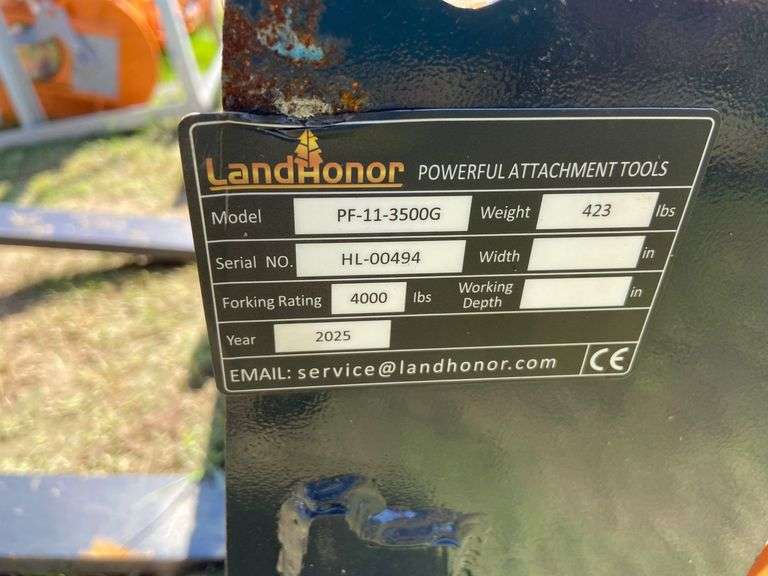 LandHonor POWERFUL ATTACHMENT TOOLS
Model PF-11-3500G Weight 423 lbs
Serial NO. HL-00494 Width in
Forking Rating 4000 lbs Working Depth in
Year 2025
EMAIL: service@landhonor.com CE